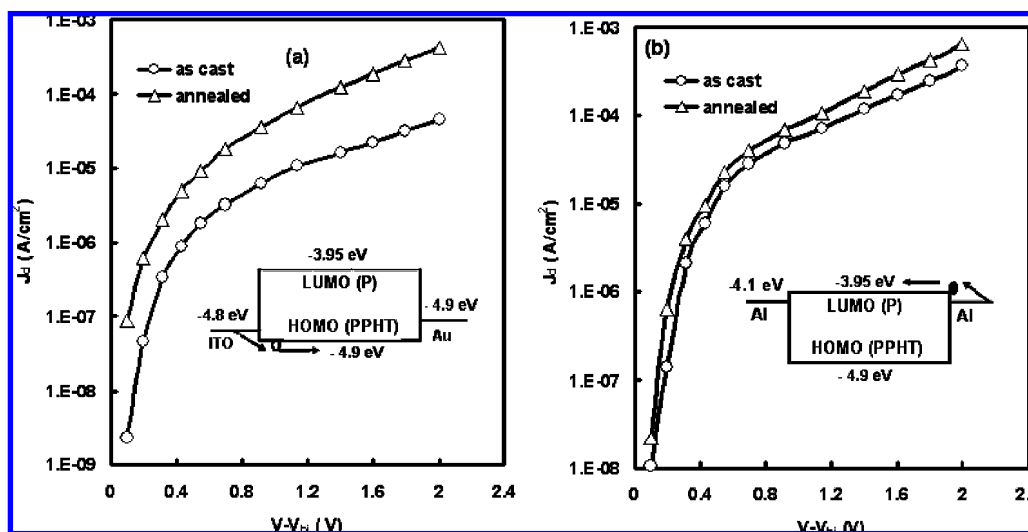 1.E-03
(a)
as cast
annealed
1.E-04
1.E-05
1.E-06
1.E-07
1.E-08
1.E-09
Jd (A/cm2)
-3.95 eV
LUMO (P)
- 4.9 eV
-4.8 eV
HOMO (PPHT)
ITO
Au
- 4.9 eV
0 0.4 0.8 1.2 1.6 2 2.4
V-Vbi ( V)
1.E-03
(b)
as cast
annealed
1.E-04
1.E-05
1.E-06
1.E-07
1.E-08
Jd (A/cm2)
-4.1 eV
-3.95 eV
LUMO (P)
Al
Al
HOMO (PPHT)
- 4.9 eV
0 0.4 0.8 1.2 1.6 2 2.4
V-Vbi (V)